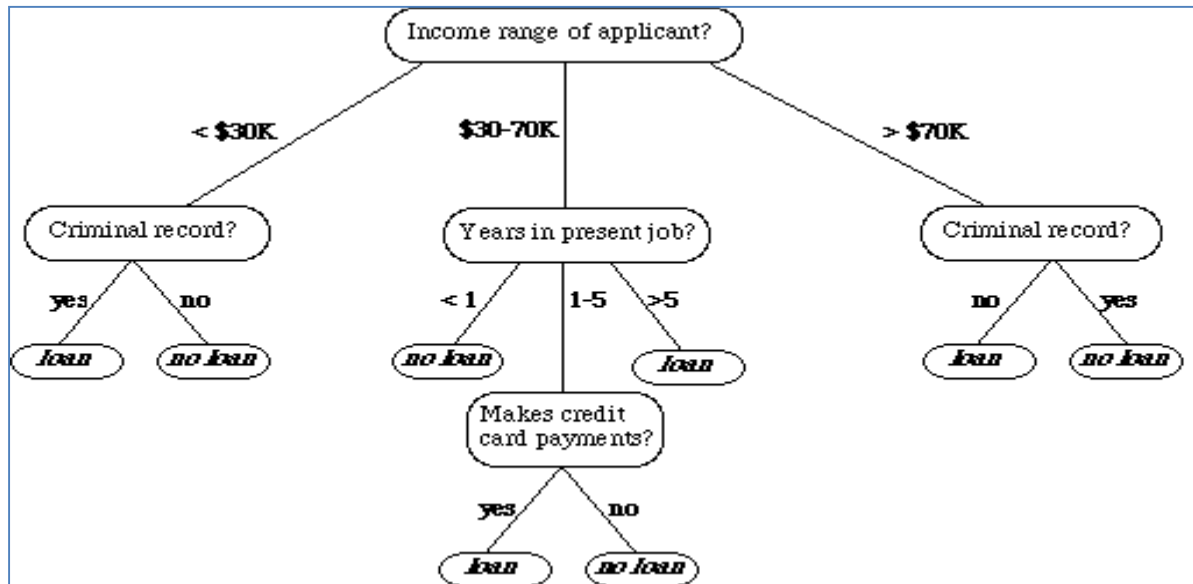 Income range of applicant?
< $30K
$30-70K
> $70K
Criminal record?
Years in present job?
Criminal record?
yes
no
< 1
1-5
>5
no
yes
loan
no loan
no loan
loan
loan
no loan
Makes credit
card payments?
yes
no
loan
no loan